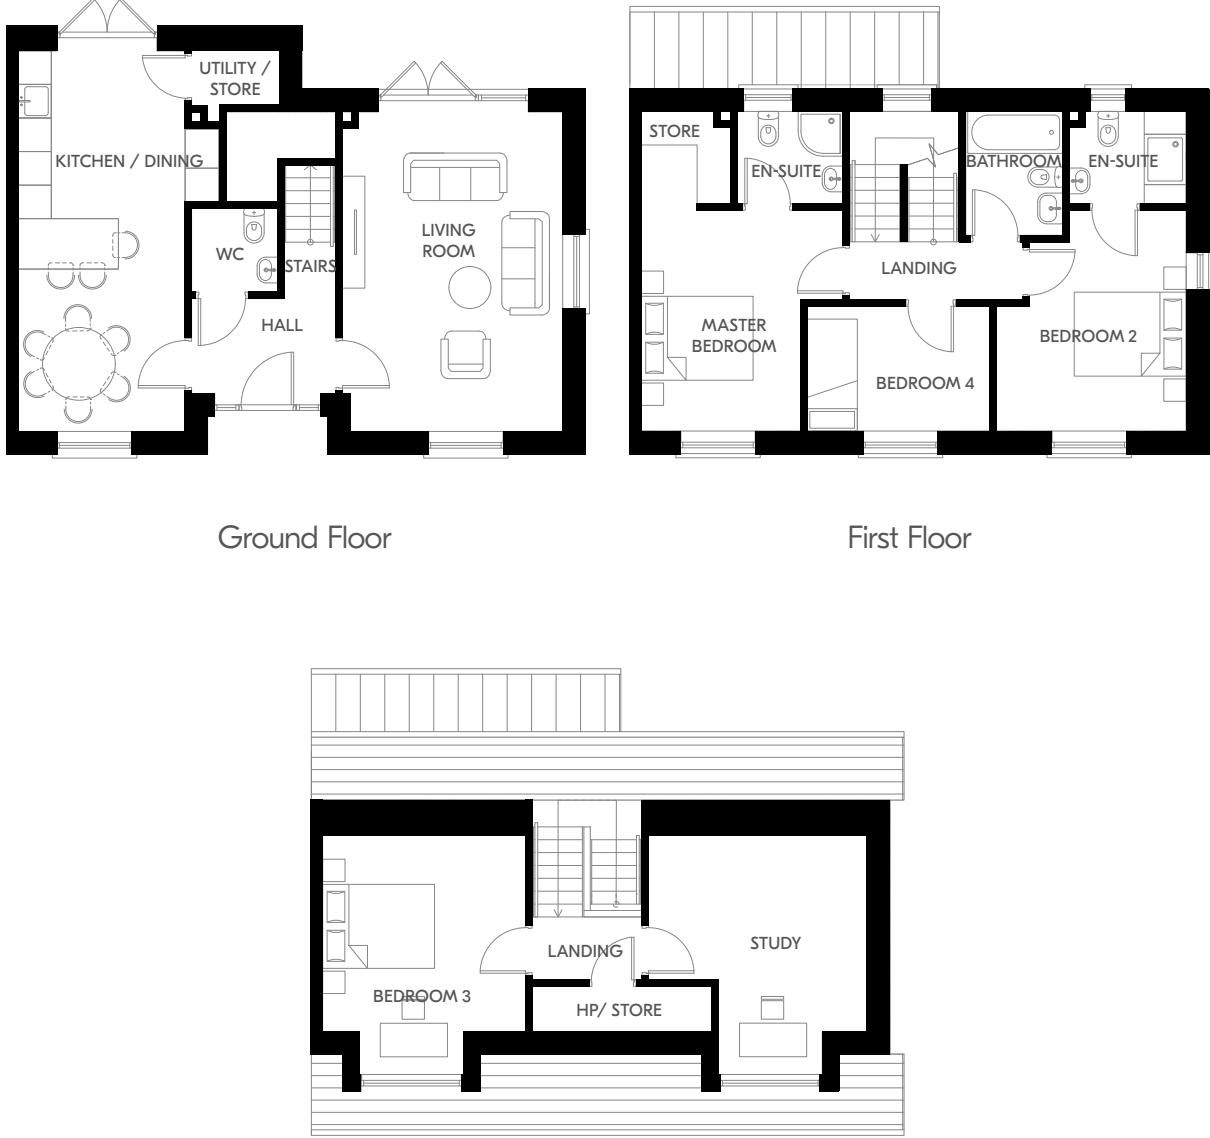 UTILITY /
STORE
KITCHEN / DINING
WC
STAIRS
HALL
LIVING
ROOM
STORE
EN-SUITE
BATHROOM
EN-SUITE
LANDING
MASTER
BEDROOM
BEDROOM 4
BEDROOM 2
Ground Floor
First Floor
LANDING
STUDY
BEDROOM 3
HP/ STORE